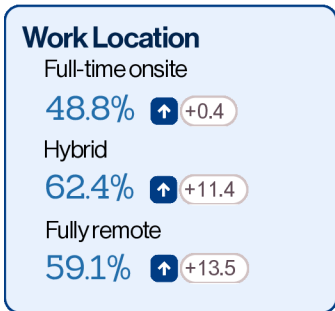 Work Location
Full-time onsite
48.8% +0.4
Hybrid
62.4% +11.4
Fully remote
59.1% +13.5